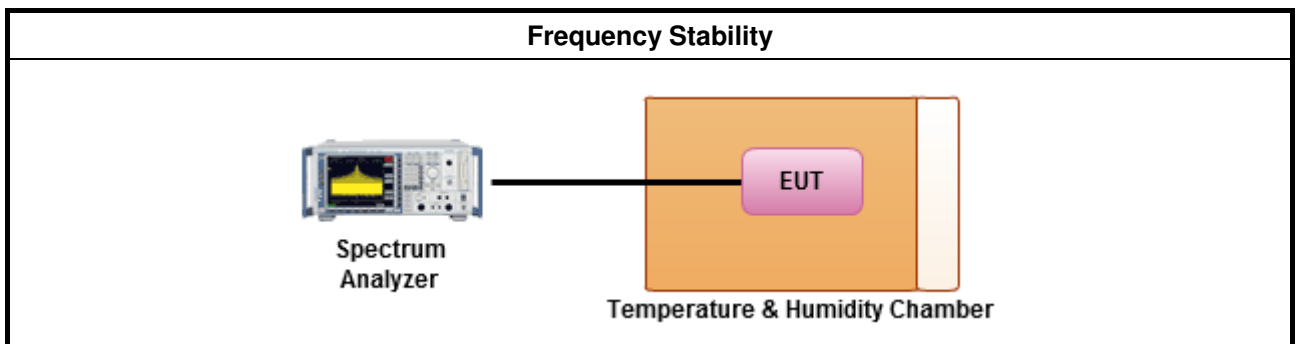 Frequency Stability
EUT
Spectrum
Analyzer
Temperature & Humidity Chamber